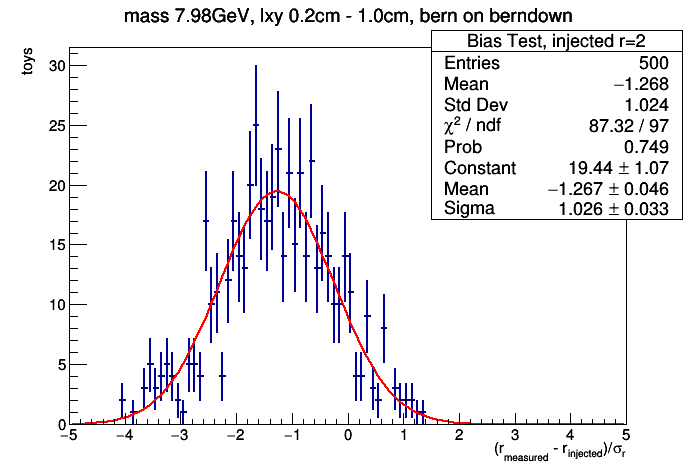 mass 7.98GeV, lxy 0.2cm - 1.0cm, bern on berndown
toys
Bias Test, injected r=2
Entries 500
Mean −1.268
Std Dev 1.024
χ² / ndf 87.32 / 97
Prob 0.749
Constant 19.44 ± 1.07
Mean −1.267 ± 0.046
Sigma 1.026 ± 0.033
30
25
20
15
10
5
0
−5 −4 −3 −2 −1 0 1 2 3 4 5
(r_measured - r_injected)/σ_r